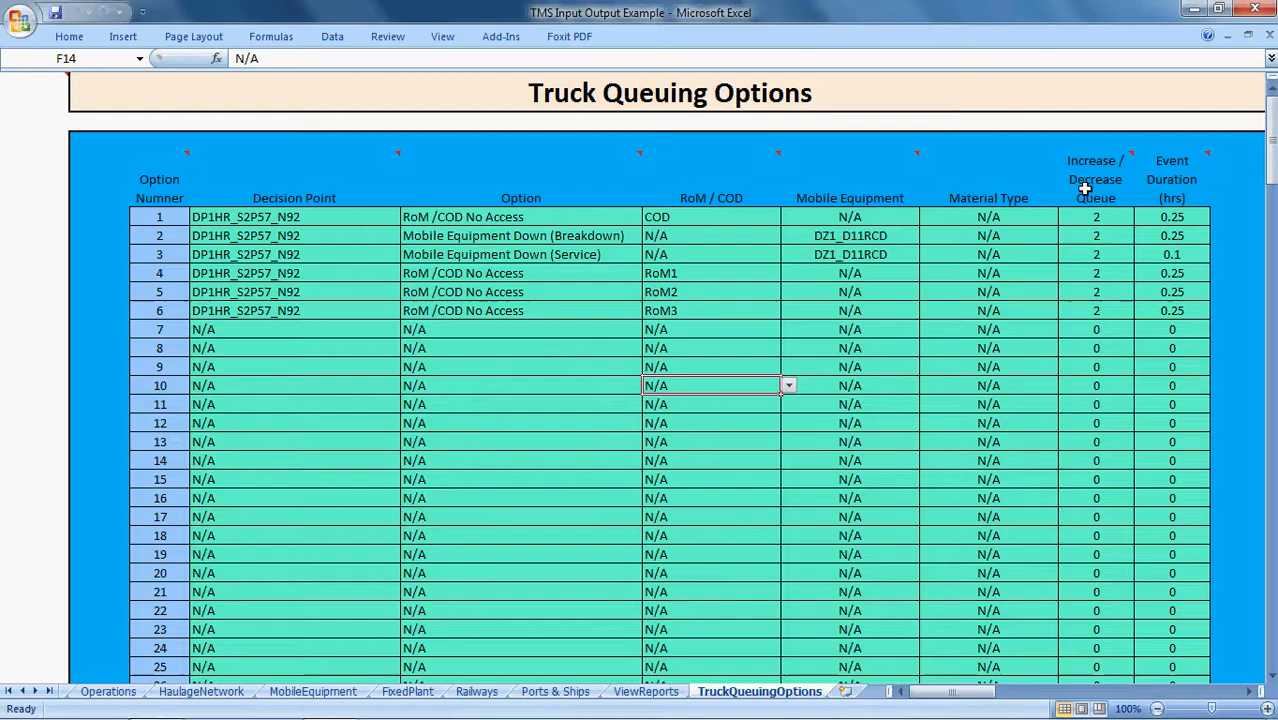 TMS Input Output Example - Microsoft Excel
Home Insert Page Layout Formulas Data Review View Add-Ins Foxit PDF
F14 fx N/A
Truck Queuing Options
Option Numner Decision Point Option RoM / COD Mobile Equipment Material Type Increase / Decrease Queue Event Duration (hrs)
1 DP1HR_S2P57_N92 RoM /COD No Access COD N/A N/A 2 0.25
2 DP1HR_S2P57_N92 Mobile Equipment Down (Breakdown) N/A DZ1_D11RCD N/A 2 0.25
3 DP1HR_S2P57_N92 Mobile Equipment Down (Service) N/A DZ1_D11RCD N/A 2 0.1
4 DP1HR_S2P57_N92 RoM /COD No Access RoM1 N/A N/A 2 0.25
5 DP1HR_S2P57_N92 RoM /COD No Access RoM2 N/A N/A 2 0.25
6 DP1HR_S2P57_N92 RoM /COD No Access RoM3 N/A N/A 2 0.25
7 N/A N/A N/A N/A N/A 0 0
8 N/A N/A N/A N/A N/A 0 0
9 N/A N/A N/A N/A N/A 0 0
10 N/A N/A N/A N/A N/A 0 0
11 N/A N/A N/A N/A N/A 0 0
12 N/A N/A N/A N/A N/A 0 0
13 N/A N/A N/A N/A N/A 0 0
14 N/A N/A N/A N/A N/A 0 0
15 N/A N/A N/A N/A N/A 0 0
16 N/A N/A N/A N/A N/A 0 0
17 N/A N/A N/A N/A N/A 0 0
18 N/A N/A N/A N/A N/A 0 0
19 N/A N/A N/A N/A N/A 0 0
20 N/A N/A N/A N/A N/A 0 0
21 N/A N/A N/A N/A N/A 0 0
22 N/A N/A N/A N/A N/A 0 0
23 N/A N/A N/A N/A N/A 0 0
24 N/A N/A N/A N/A N/A 0 0
25 N/A N/A N/A N/A N/A 0 0
Operations HaulageNetwork MobileEquipment FixedPlant Railways Ports & Ships ViewReports TruckQueuingOptions
Ready 100%